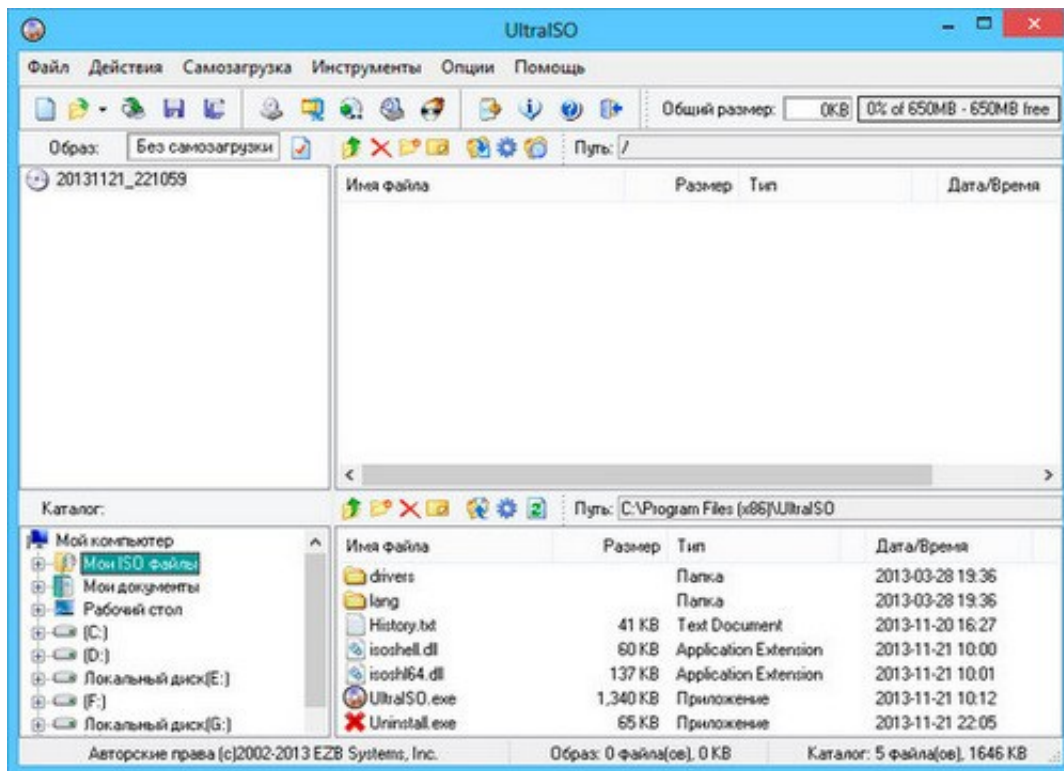 UltraISO
Файл Действия Самозагрузка Инструменты Опции Помощь
Общий размер: 0KB 0% of 650MB - 650MB free
Образ: Без самозагрузки Путь: /
20131121_221059
Имя файла Размер Тип Дата/Время
Каталог: Путь: C:\Program Files (x86)\UltraISO
Мой компьютер
Мои ISO файлы
Мои документы
Рабочий стол
(C:)
(D:)
Локальный диск(E:)
(F:)
Локальный диск(G:)
Имя файла Размер Тип Дата/Время
drivers Папка 2013-03-28 19:36
lang Папка 2013-03-28 19:36
History.txt 41 KB Text Document 2013-11-20 16:27
isoshell.dll 60 KB Application Extension 2013-11-21 10:00
isoshl64.dll 137 KB Application Extension 2013-11-21 10:01
UltraISO.exe 1,340 KB Приложение 2013-11-21 10:12
Uninstall.exe 65 KB Приложение 2013-11-21 22:05
Авторские права (c)2002-2013 EZB Systems, Inc. Образ: 0 файла(ов), 0 KB Каталог: 5 файла(ов), 1646 KB